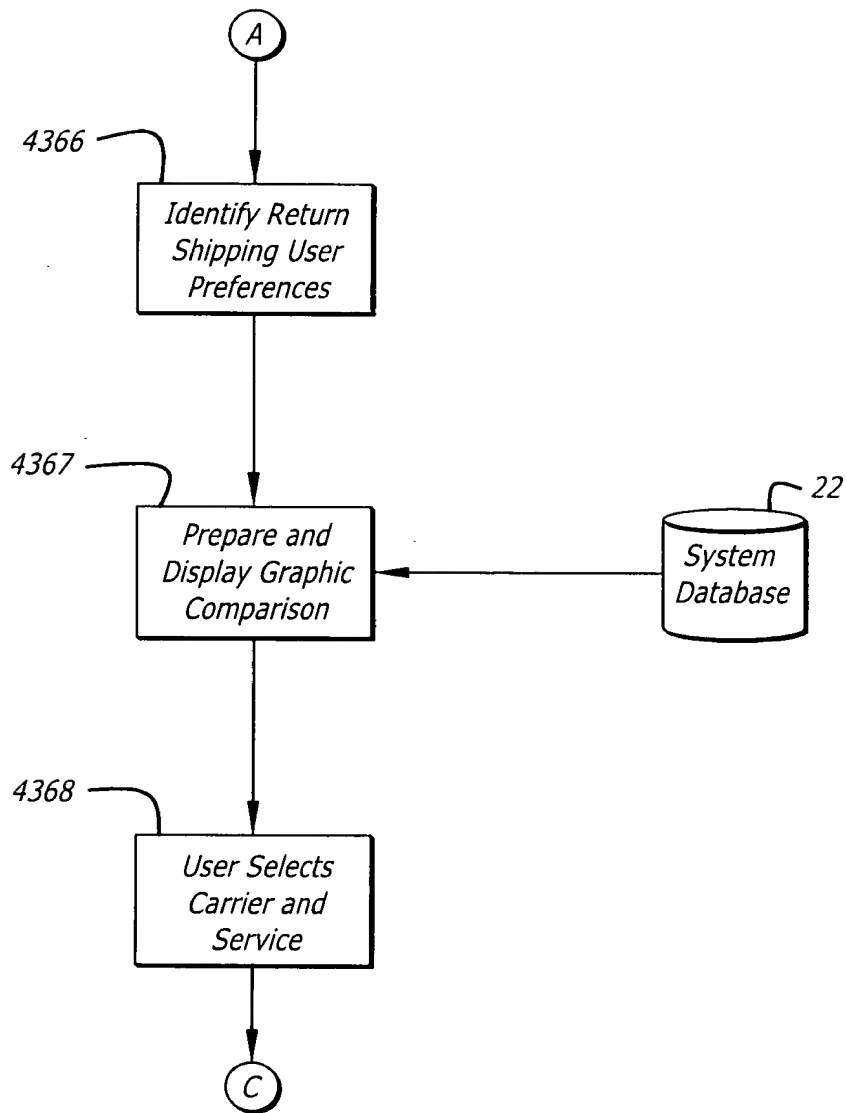 A
4366
Identify Return
Shipping User
Preferences
4367
Prepare and
Display Graphic
Comparison
22
System
Database
4368
User Selects
Carrier and
Service
C